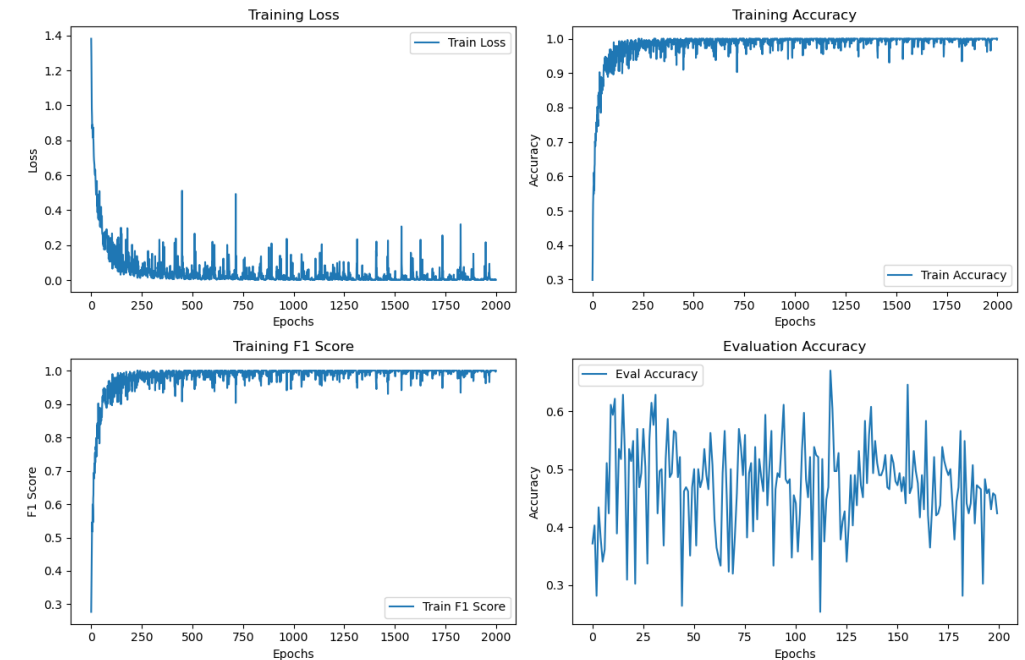 Training Loss
Loss
1.4
1.2
1.0
0.8
0.6
0.4
0.2
0.0
Train Loss
0 250 500 750 1000 1250 1500 1750 2000
Epochs
Training Accuracy
Accuracy
1.0
0.9
0.8
0.7
0.6
0.5
0.4
0.3
Train Accuracy
0 250 500 750 1000 1250 1500 1750 2000
Epochs
Training F1 Score
F1 Score
1.0
0.9
0.8
0.7
0.6
0.5
0.4
0.3
Train F1 Score
0 250 500 750 1000 1250 1500 1750 2000
Epochs
Evaluation Accuracy
Accuracy
Eval Accuracy
0.6
0.5
0.4
0.3
0 25 50 75 100 125 150 175 200
Epochs